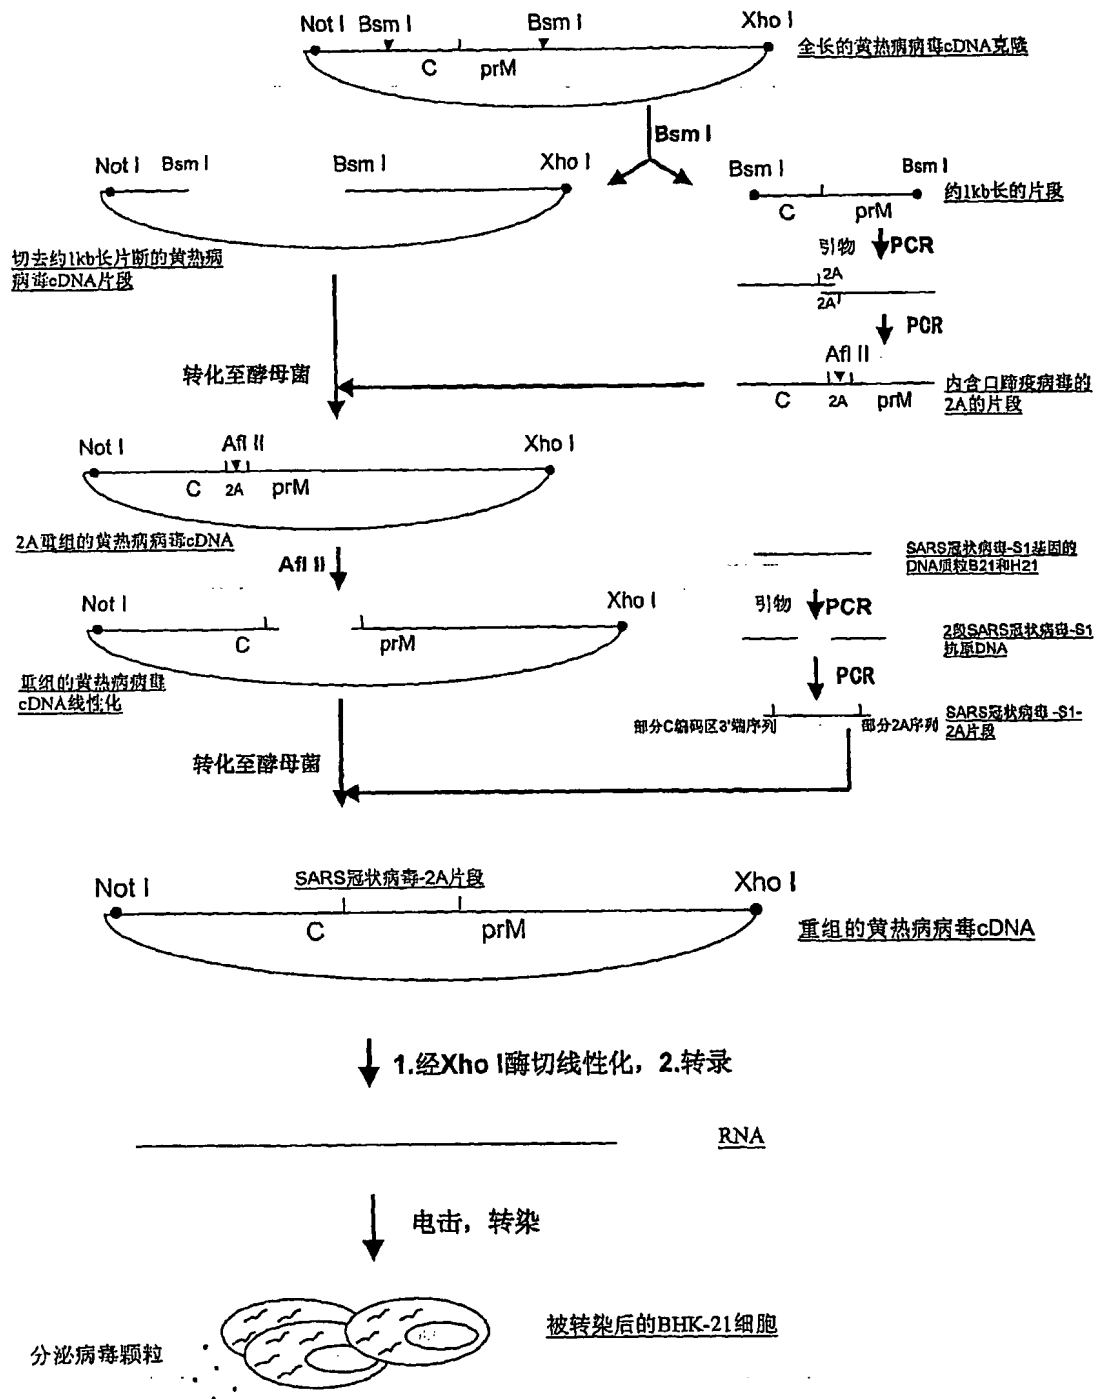 Not I Bsm I Bsm I Xho I
全长的黄热病病毒cDNA克隆
C prM
Bsm I
Not I Bsm I Bsm I Xho I
Bsm I Bsm I
约1kb长的片段
C prM
切去约1kb长片断的黄热病
病毒cDNA片段
引物 PCR
2A
2A
PCR
Afl II
转化至酵母菌
内含口蹄疫病毒的
2A的片段
C 2A prM
Not I Afl II Xho I
C 2A prM
2A重组的黄热病病毒cDNA
Afl II
SARS冠状病毒-S1基因的
DNA质粒B21和H21
Not I Xho I
引物 PCR
C prM
2段SARS冠状病毒-S1
抗原DNA
重组的黄热病病毒
cDNA线性化
PCR
部分C编码区3'端序列
部分2A序列
SARS冠状病毒-S1-
2A片段
转化至酵母菌
Not I SARS冠状病毒-2A片段 Xho I
C prM
重组的黄热病病毒cDNA
1.经Xho I酶切线性化，2.转录
RNA
电击，转染
被转染后的BHK-21细胞
分泌病毒颗粒